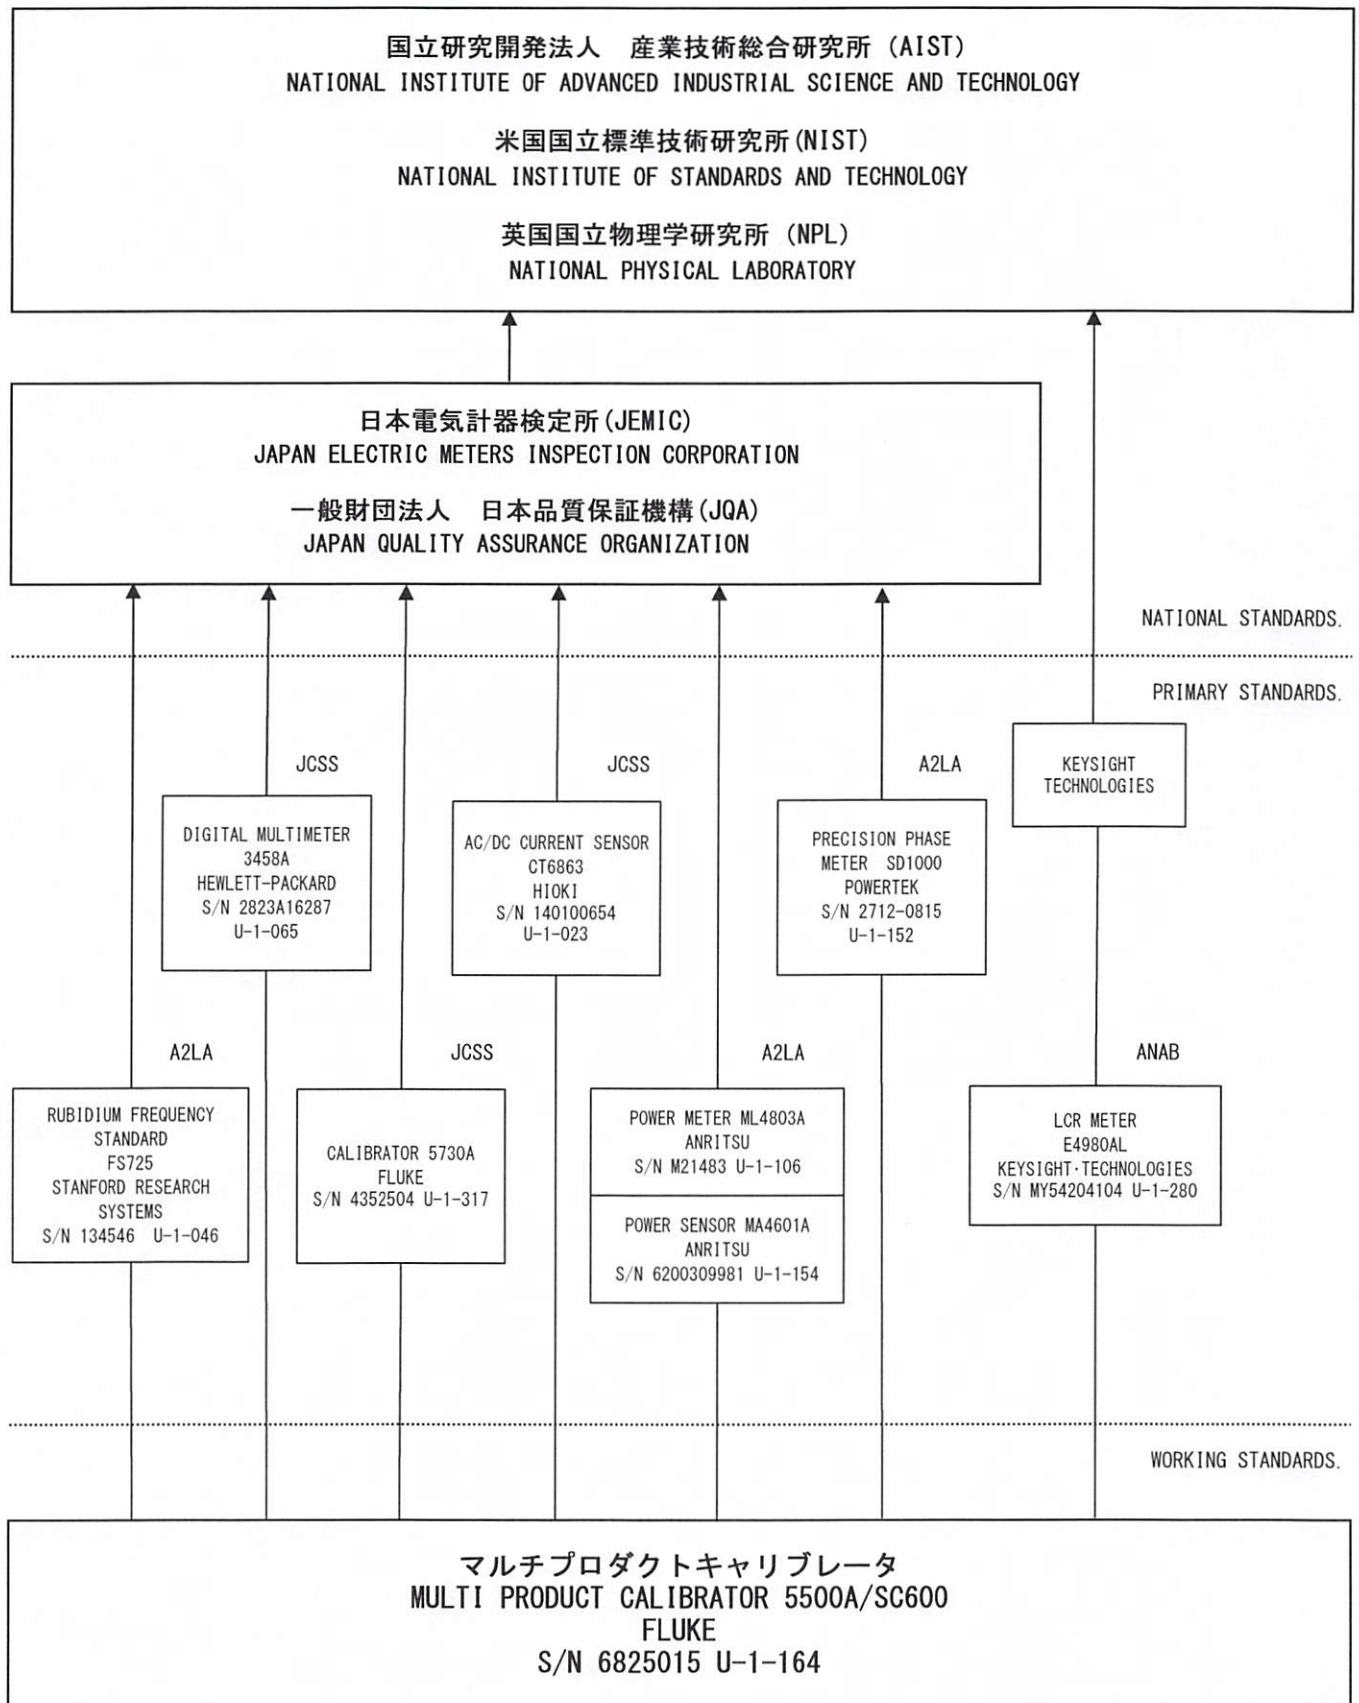 国立研究開発法人　産業技術総合研究所 (AIST)
NATIONAL INSTITUTE OF ADVANCED INDUSTRIAL SCIENCE AND TECHNOLOGY
米国国立標準技術研究所(NIST)
NATIONAL INSTITUTE OF STANDARDS AND TECHNOLOGY
英国国立物理学研究所 (NPL)
NATIONAL PHYSICAL LABORATORY
日本電気計器検定所(JEMIC)
JAPAN ELECTRIC METERS INSPECTION CORPORATION
一般財団法人　日本品質保証機構(JQA)
JAPAN QUALITY ASSURANCE ORGANIZATION
NATIONAL STANDARDS.
PRIMARY STANDARDS.
JCSS
DIGITAL MULTIMETER
3458A
HEWLETT-PACKARD
S/N 2823A16287
U-1-065
JCSS
AC/DC CURRENT SENSOR
CT6863
HIOKI
S/N 140100654
U-1-023
A2LA
PRECISION PHASE
METER SD1000
POWERTEK
S/N 2712-0815
U-1-152
KEYSIGHT
TECHNOLOGIES
A2LA
RUBIDIUM FREQUENCY
STANDARD
FS725
STANFORD RESEARCH
SYSTEMS
S/N 134546 U-1-046
JCSS
CALIBRATOR 5730A
FLUKE
S/N 4352504 U-1-317
A2LA
POWER METER ML4803A
ANRITSU
S/N M21483 U-1-106
POWER SENSOR MA4601A
ANRITSU
S/N 6200309981 U-1-154
ANAB
LCR METER
E4980AL
KEYSIGHT·TECHNOLOGIES
S/N MY54204104 U-1-280
WORKING STANDARDS.
マルチプロダクトキャリブレータ
MULTI PRODUCT CALIBRATOR 5500A/SC600
FLUKE
S/N 6825015 U-1-164